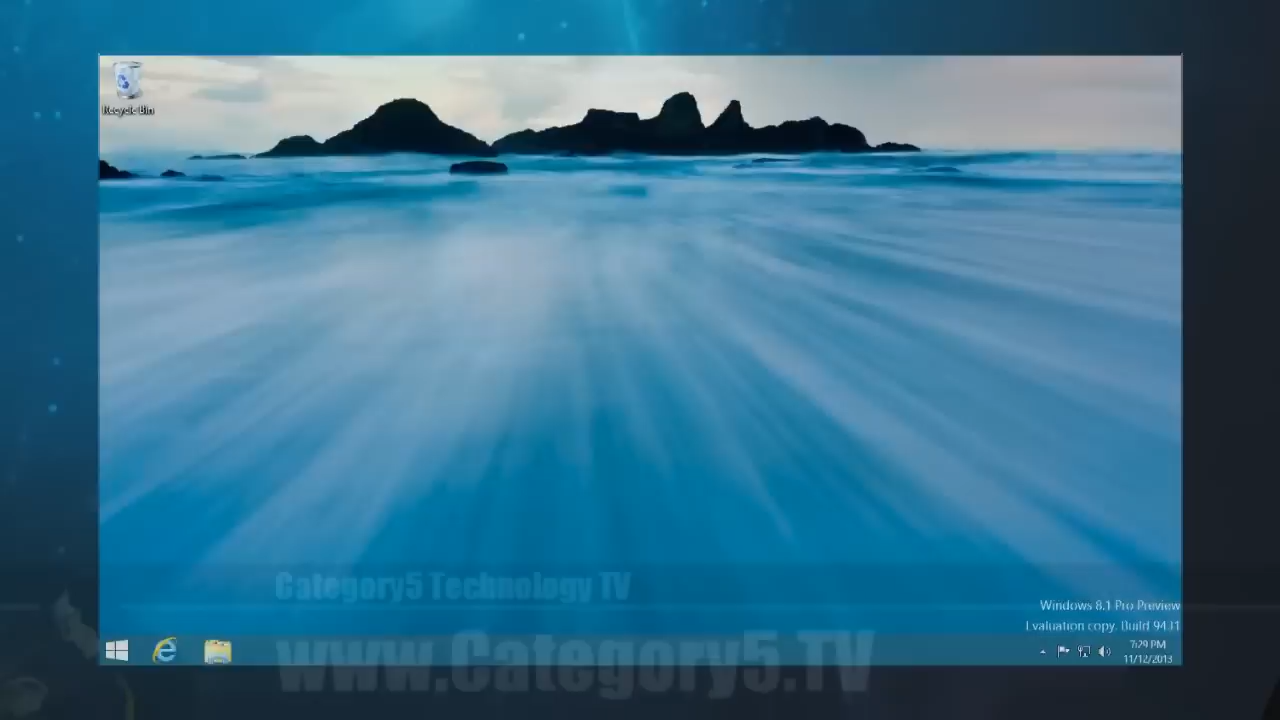 Recycle Bin
Category5 Technology TV
Windows 8.1 Pro Preview
Evaluation copy. Build 9431
www.Category5.TV
7:29 PM
11/12/2013